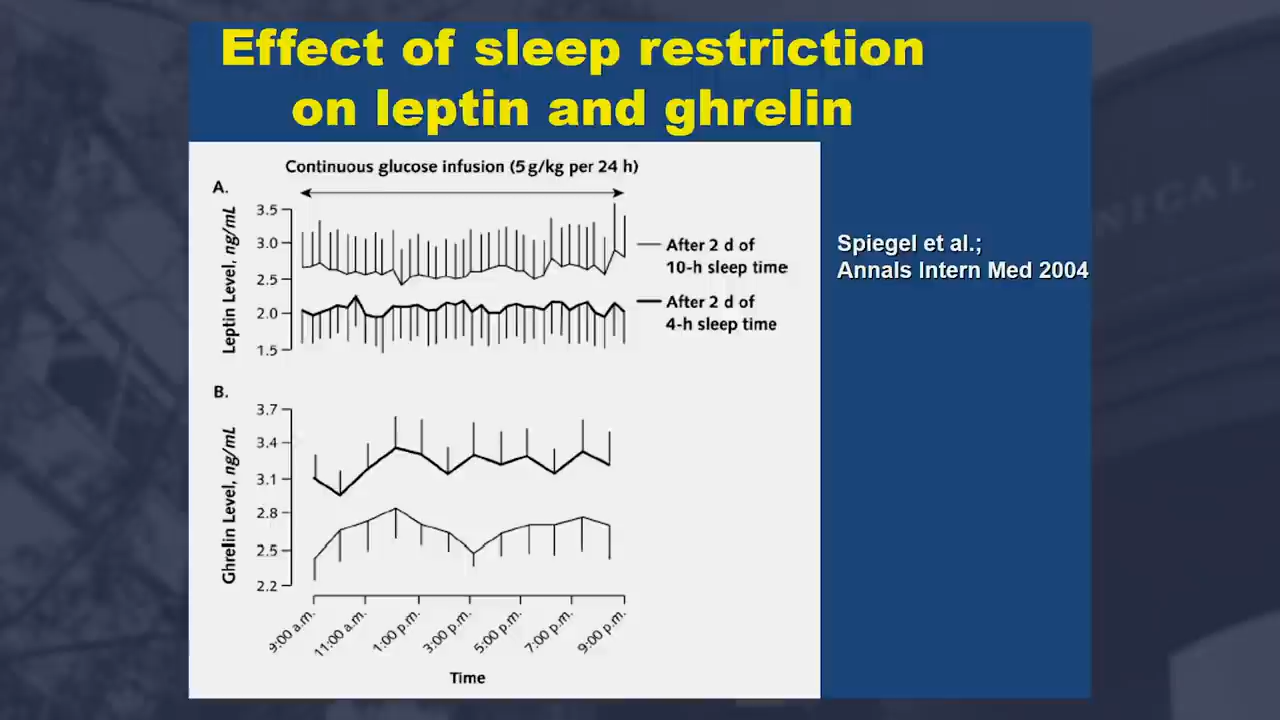 Effect of sleep restriction
on leptin and ghrelin
Continuous glucose infusion (5 g/kg per 24 h)
A.
Leptin Level, ng/mL
3.5
3.0
2.5
2.0
1.5
After 2 d of
10-h sleep time
After 2 d of
4-h sleep time
Spiegel et al.;
Annals Intern Med 2004
B.
Ghrelin Level, ng/mL
3.7
3.4
3.1
2.8
2.5
2.2
9:00 a.m.
11:00 a.m.
1:00 p.m.
3:00 p.m.
5:00 p.m.
7:00 p.m.
9:00 p.m.
Time
NICAL